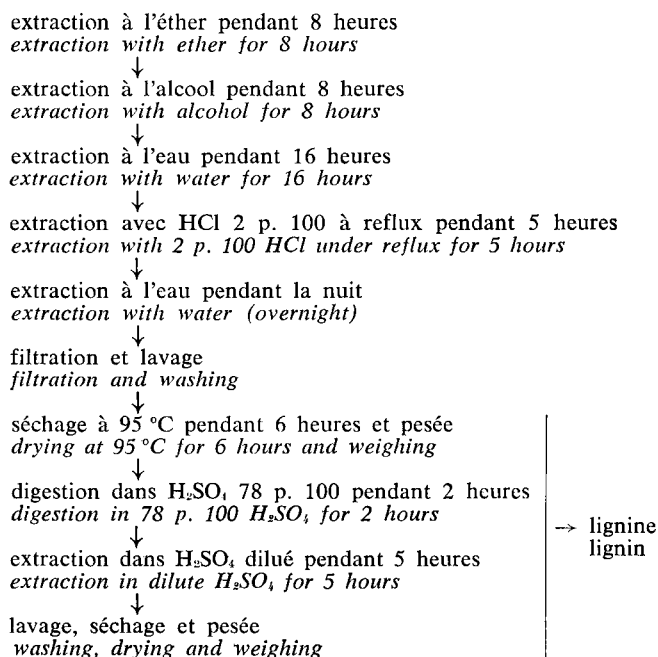 extraction à l'éther pendant 8 heures
extraction with ether for 8 hours
↓
extraction à l'alcool pendant 8 heures
extraction with alcohol for 8 hours
↓
extraction à l'eau pendant 16 heures
extraction with water for 16 hours
↓
extraction avec HCl 2 p. 100 à reflux pendant 5 heures
extraction with 2 p. 100 HCl under reflux for 5 hours
↓
extraction à l'eau pendant la nuit
extraction with water (overnight)
↓
filtration et lavage
filtration and washing
↓
séchage à 95 °C pendant 6 heures et pesée
drying at 95 °C for 6 hours and weighing
↓
digestion dans H₂SO₄ 78 p. 100 pendant 2 heures
digestion in 78 p. 100 H₂SO₄ for 2 hours
↓
extraction dans H₂SO₄ dilué pendant 5 heures
extraction in dilute H₂SO₄ for 5 hours
↓
lavage, séchage et pesée
washing, drying and weighing
→ lignine
lignin